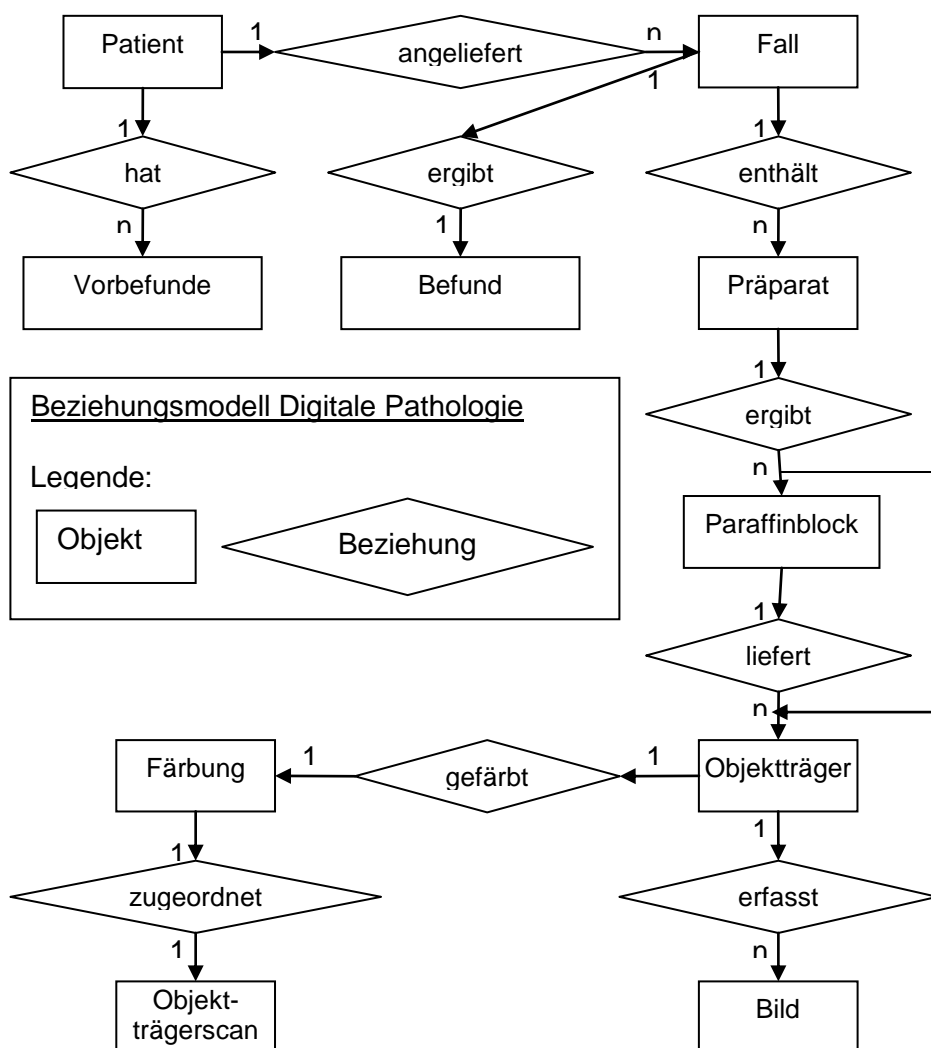 Patient
1
angeliefert
n
Fall
1
1
1
hat
ergibt
enthält
n
1
n
Vorbefunde
Befund
Präparat
1
Beziehungsmodell Digitale Pathologie
ergibt
Legende:
n
Objekt
Beziehung
Paraffinblock
1
liefert
n
Färbung
1
gefärbt
1
Objektträger
1
1
zugeordnet
erfasst
1
n
Objekt-
trägerscan
Bild